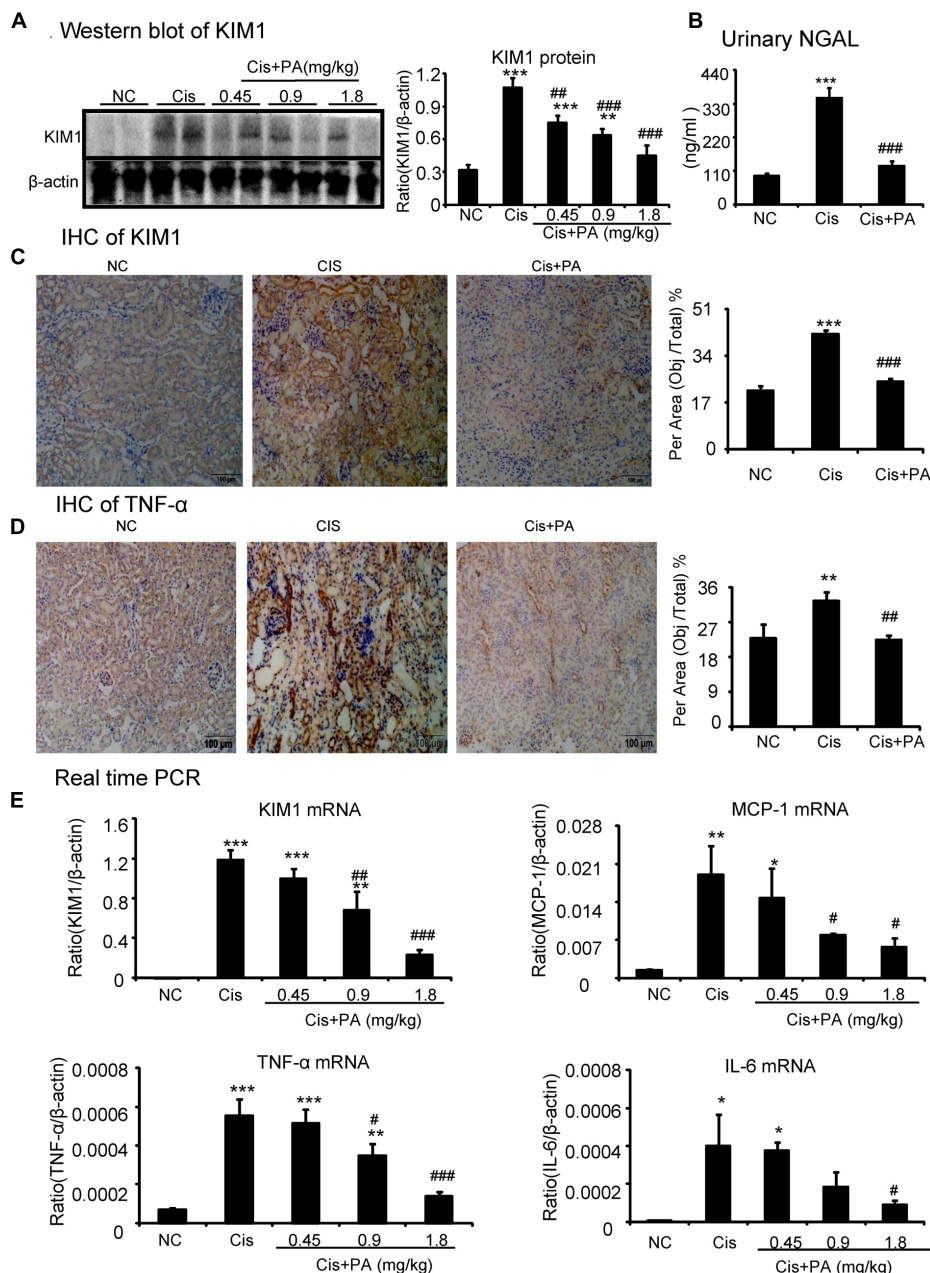 A
. Western blot of KIM1
Cis+PA(mg/kg)
NC Cis 0.45 0.9 1.8
KIM1
β-actin
KIM1 protein
Ratio(KIM1/β-actin)
1.2
0.9
0.6
0.3
0
***
##
***
###
**
###
NC Cis 0.45 0.9 1.8
Cis+PA (mg/kg)
B
Urinary NGAL
(ng/ml)
440
330
220
110
0
***
###
NC Cis Cis+PA
IHC of KIM1
C
NC CIS Cis+PA
100 μm
100 μm
100 μm
Per Area (Obj /Total) %
51
34
17
0
***
###
NC Cis Cis+PA
IHC of TNF-α
D
NC CIS Cis+PA
100 μm
100 μm
100 μm
Per Area (Obj /Total) %
36
27
18
9
0
**
##
NC Cis Cis+PA
Real time PCR
E
KIM1 mRNA
Ratio(KIM1/β-actin)
1.6
1.2
0.8
0.4
0
***
***
##
**
###
NC Cis 0.45 0.9 1.8
Cis+PA (mg/kg)
MCP-1 mRNA
Ratio(MCP-1/β-actin)
0.028
0.021
0.014
0.007
0
**
*
#
#
NC Cis 0.45 0.9 1.8
Cis+PA (mg/kg)
TNF-α mRNA
Ratio(TNF-α/β-actin)
0.0008
0.0006
0.0004
0.0002
0
***
***
#
**
###
NC Cis 0.45 0.9 1.8
Cis+PA (mg/kg)
IL-6 mRNA
Ratio(IL-6/β-actin)
0.0008
0.0006
0.0004
0.0002
0
*
*
#
NC Cis 0.45 0.9 1.8
Cis+PA (mg/kg)